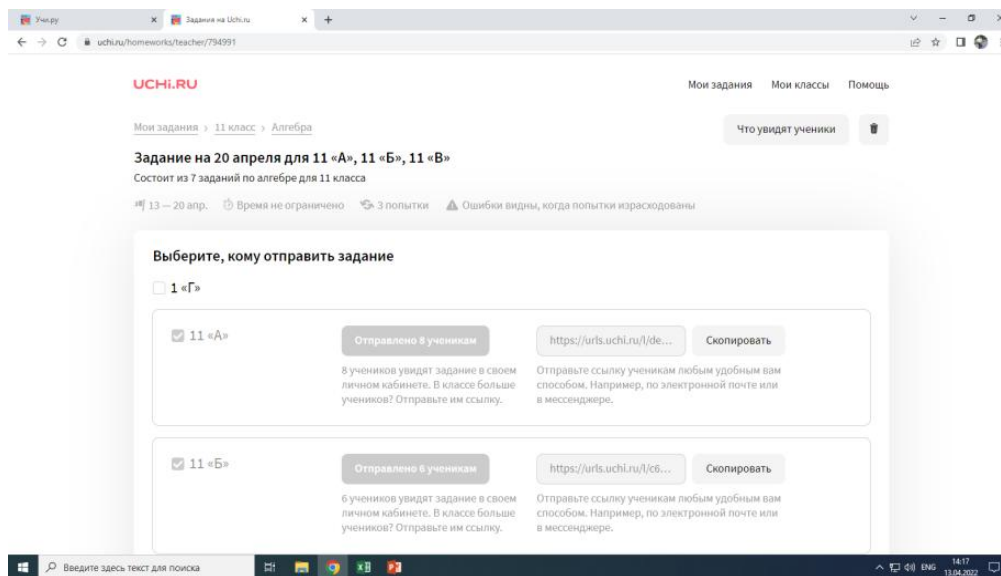 Учи.ру
Задания на Uchi.ru
uchi.ru/homeworks/teacher/794991
UCHi.RU
Мои задания Мои классы Помощь
Мои задания › 11 класс › Алгебра
Что увидят ученики
Задание на 20 апреля для 11 «А», 11 «Б», 11 «В»
Состоит из 7 заданий по алгебре для 11 класса
13 — 20 апр. Время не ограничено 3 попытки Ошибки видны, когда попытки израсходованы
Выберите, кому отправить задание
1 «Г»
11 «А»
Отправлено 8 ученикам
https://urls.uchi.ru/l/de...
Скопировать
8 учеников увидят задание в своем
личном кабинете. В классе больше
учеников? Отправьте им ссылку.
Отправьте ссылку ученикам любым удобным вам
способом. Например, по электронной почте или
в мессенджере.
11 «Б»
Отправлено 6 ученикам
https://urls.uchi.ru/l/c6...
Скопировать
6 учеников увидят задание в своем
личном кабинете. В классе больше
учеников? Отправьте им ссылку.
Отправьте ссылку ученикам любым удобным вам
способом. Например, по электронной почте или
в мессенджере.
Введите здесь текст для поиска
ENG
14:17
13.04.2022